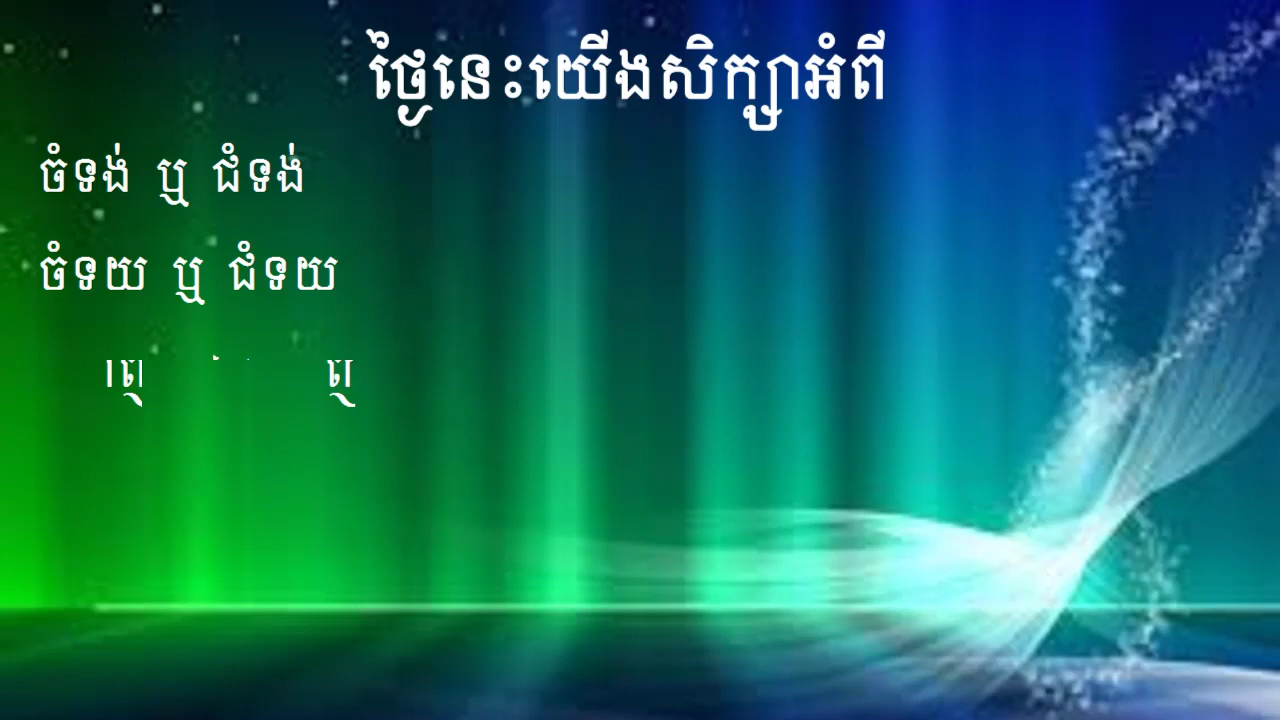 ថ្ងៃនេះយើងសិក្សាអំពី
ចំទង់ ឬ ជំទង់
ចំទយ ឬ ជំទយ
ឬ